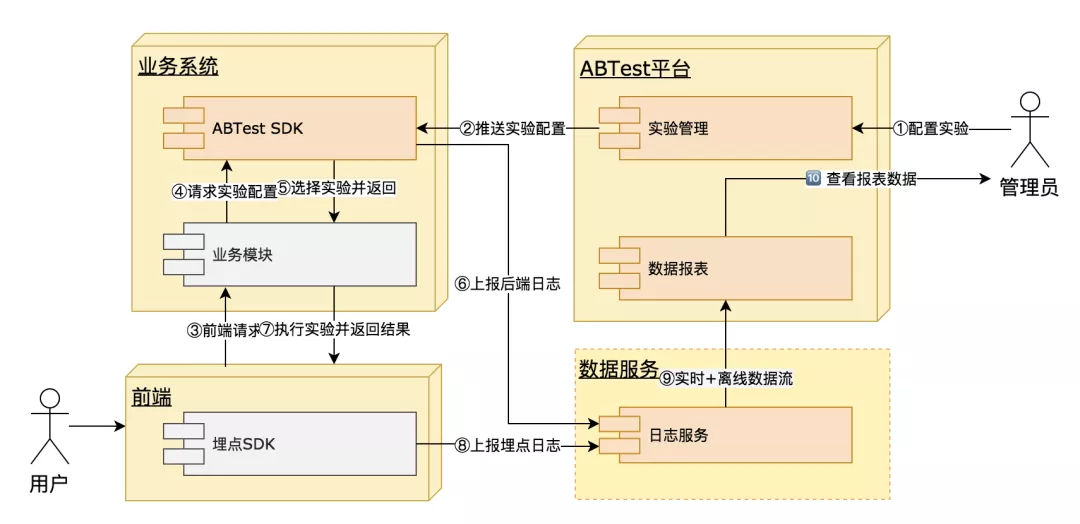 业务系统
ABTest平台
ABTest SDK
②推送实验配置
实验管理
①配置实验
④请求实验配置
⑤选择实验并返回
🔟 查看报表数据
管理员
业务模块
数据报表
⑥上报后端日志
③前端请求
⑦执行实验并返回结果
数据服务
⑨实时+离线数据流
前端
埋点SDK
⑧上报埋点日志
日志服务
用户